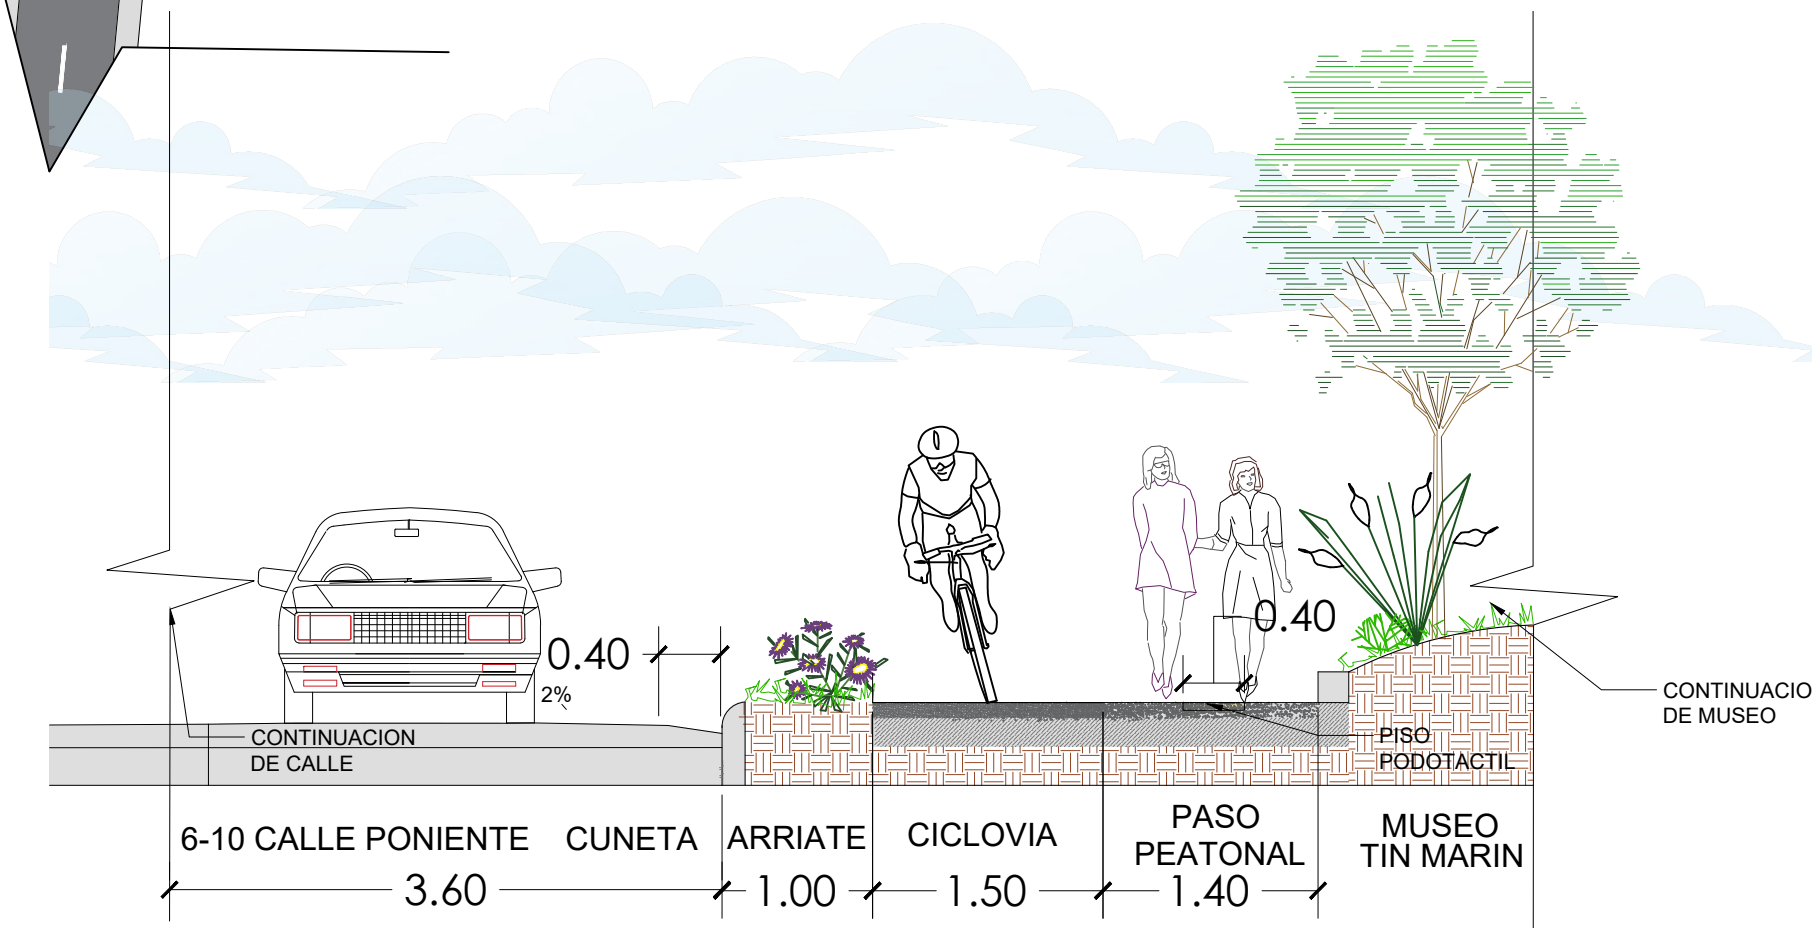 0.40
0.40
2%
CONTINUACION
DE CALLE
CONTINUACIO
DE MUSEO
PISO
PODOTACTIL
6-10 CALLE PONIENTE
CUNETA
ARRIATE
CICLOVIA
PASO
PEATONAL
MUSEO
TIN MARIN
3.60
1.00
1.50
1.40